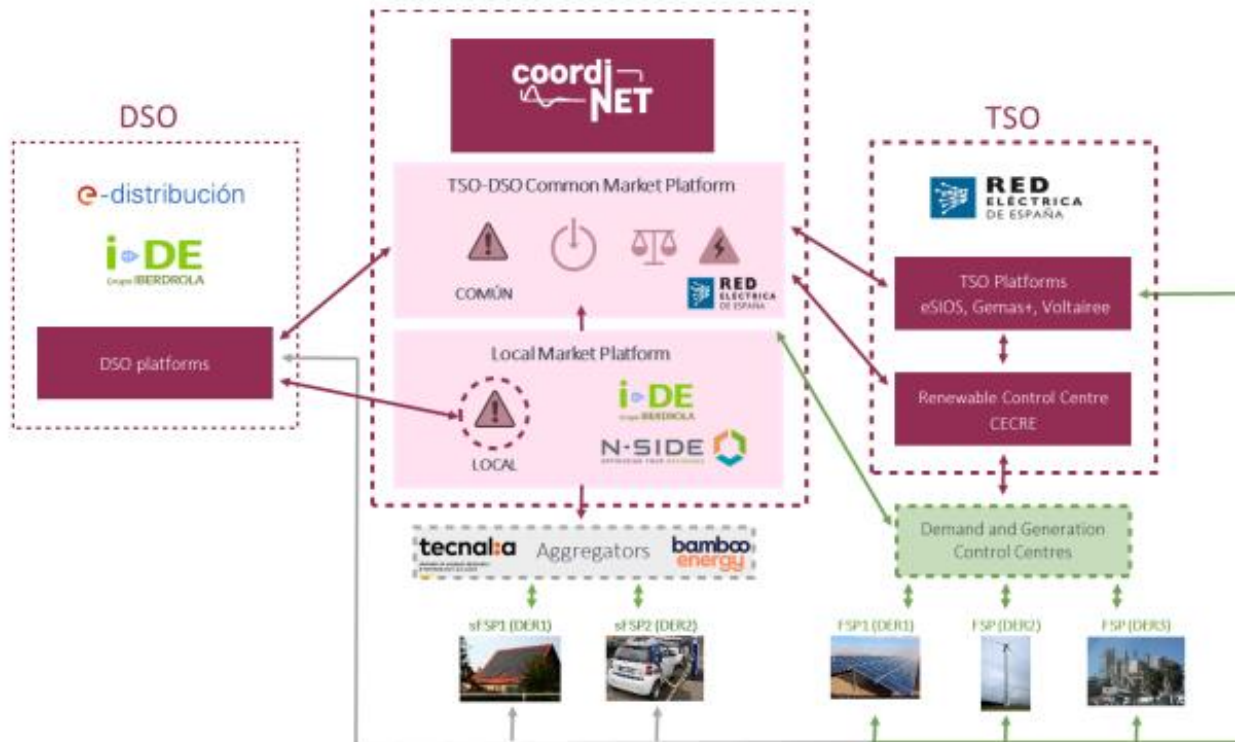 coordi
NET
DSO
e-distribución
i-DE
Grupo IBERDROLA
DSO platforms
TSO-DSO Common Market Platform
COMÚN
RED
ELÉCTRICA
DE ESPAÑA
Local Market Platform
LOCAL
i-DE
Grupo IBERDROLA
N-SIDE
TSO
RED
ELÉCTRICA
DE ESPAÑA
TSO Platforms
eSIOS, Gemas+, Voltairee
Renewable Control Centre
CECRE
Demand and Generation
Control Centres
tecnal:a
Aggregators
bamboo
energy
sFSP1 (DER1)
sFSP2 (DER2)
FSP1 (DER1)
FSP (DER2)
FSP (DER3)